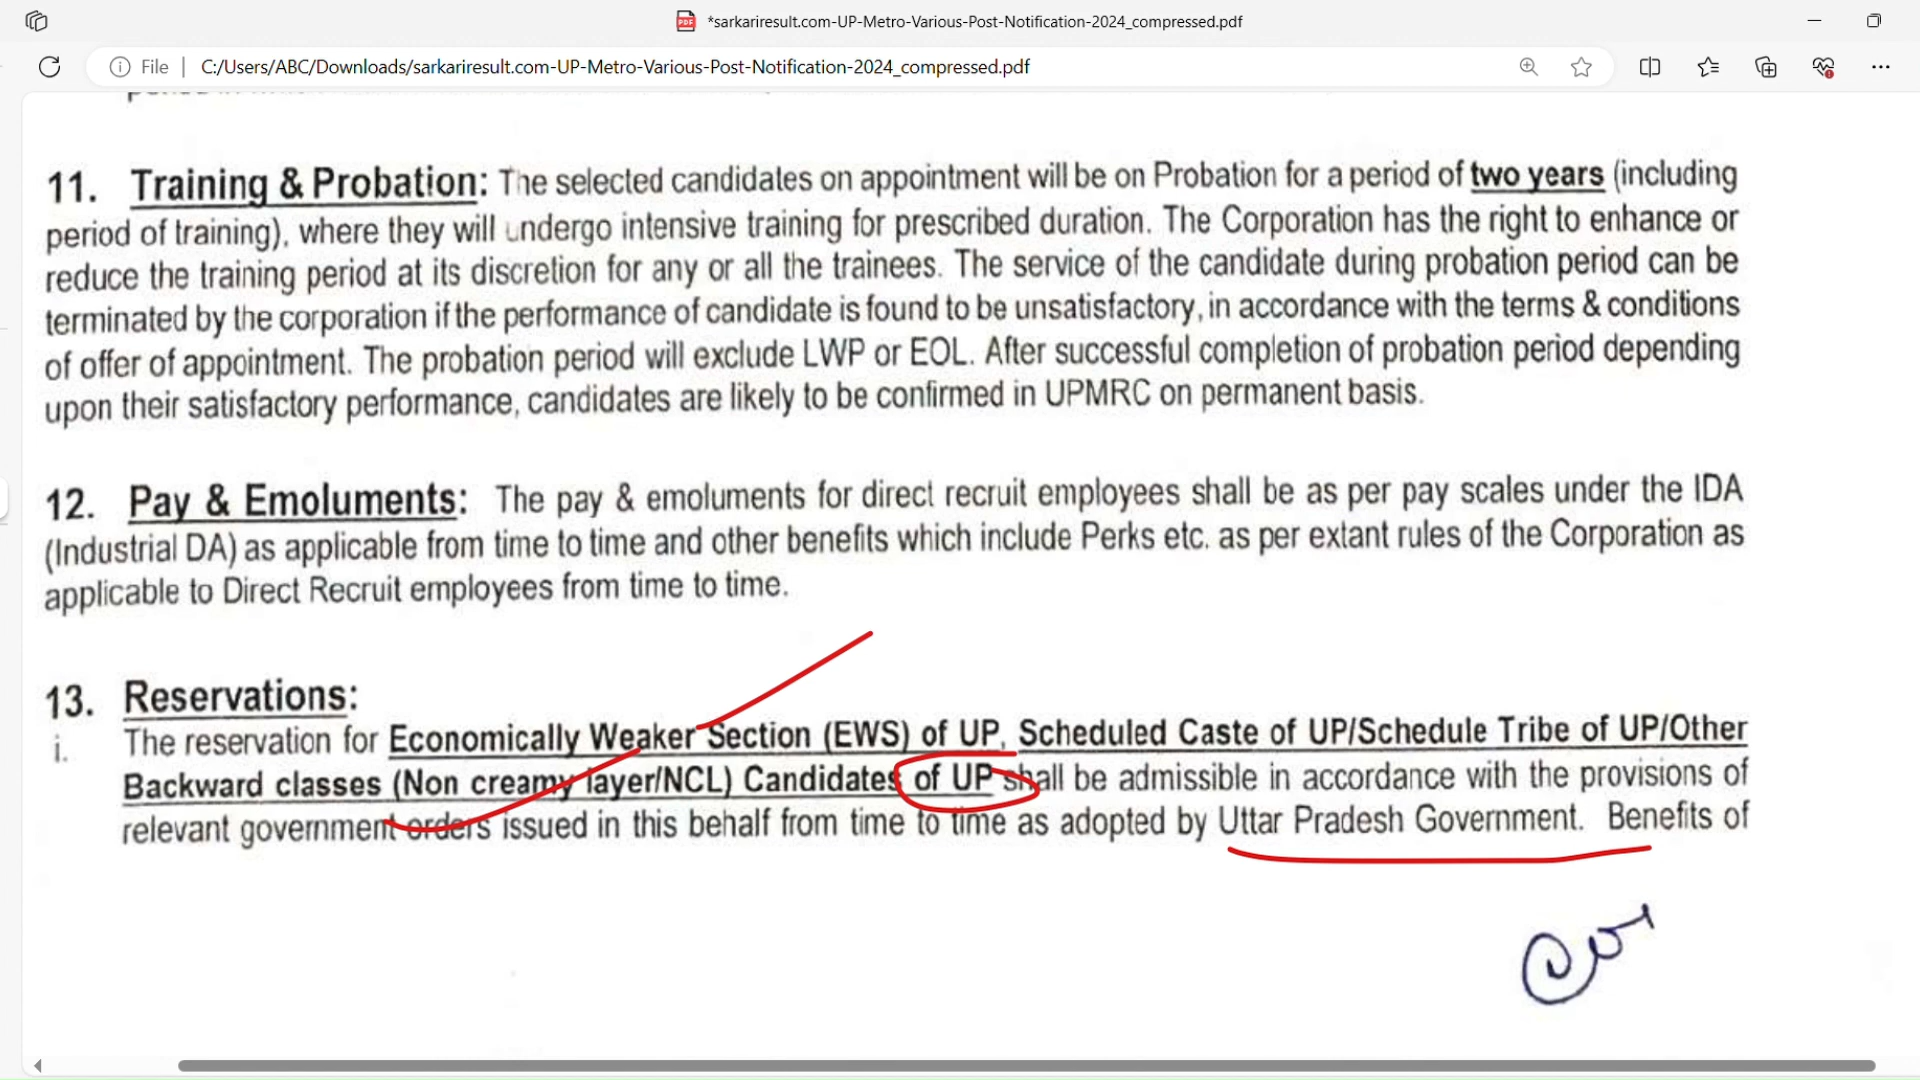 *sarkariresult.com-UP-Metro-Various-Post-Notification-2024_compressed.pdf
File | C:/Users/ABC/Downloads/sarkariresult.com-UP-Metro-Various-Post-Notification-2024_compressed.pdf
11. Training & Probation: The selected candidates on appointment will be on Probation for a period of two years (including
period of training), where they will undergo intensive training for prescribed duration. The Corporation has the right to enhance or
reduce the training period at its discretion for any or all the trainees. The service of the candidate during probation period can be
terminated by the corporation if the performance of candidate is found to be unsatisfactory, in accordance with the terms & conditions
of offer of appointment. The probation period will exclude LWP or EOL. After successful completion of probation period depending
upon their satisfactory performance, candidates are likely to be confirmed in UPMRC on permanent basis.
12. Pay & Emoluments: The pay & emoluments for direct recruit employees shall be as per pay scales under the IDA
(Industrial DA) as applicable from time to time and other benefits which include Perks etc. as per extant rules of the Corporation as
applicable to Direct Recruit employees from time to time.
13. Reservations:
i. The reservation for Economically Weaker Section (EWS) of UP, Scheduled Caste of UP/Schedule Tribe of UP/Other
Backward classes (Non creamy layer/NCL) Candidates of UP shall be admissible in accordance with the provisions of
relevant government orders issued in this behalf from time to time as adopted by Uttar Pradesh Government. Benefits of